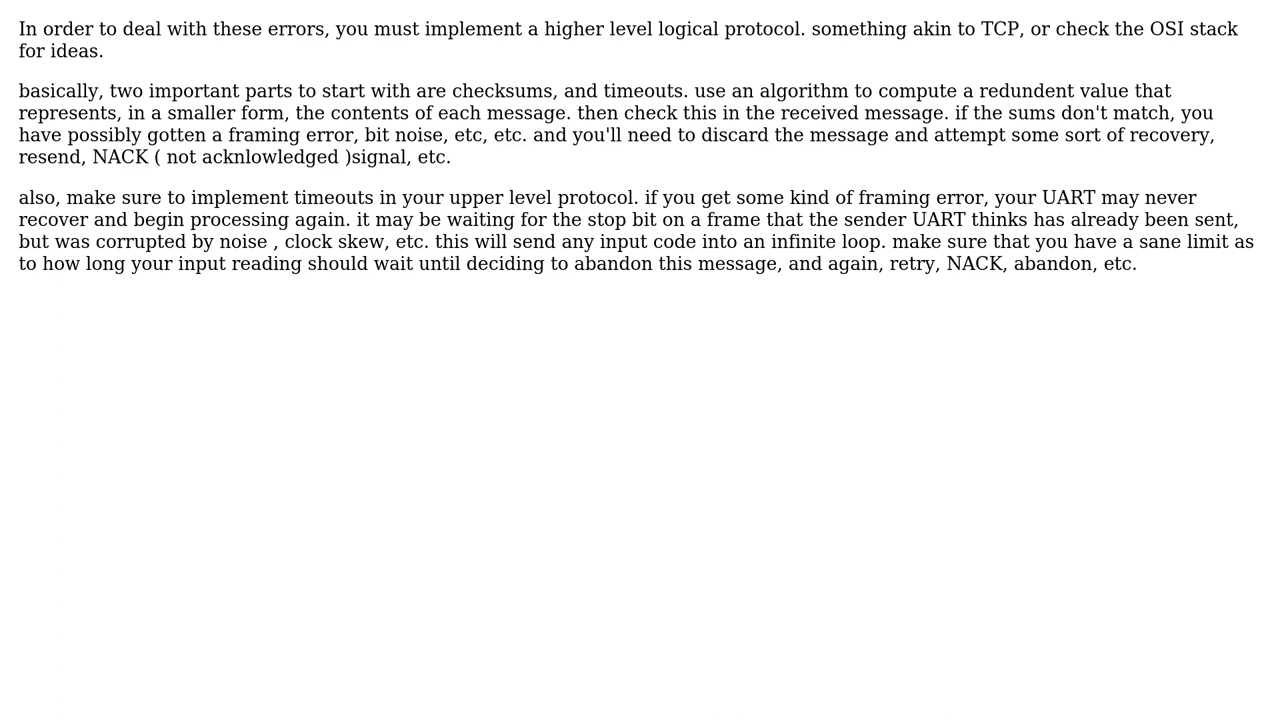 In order to deal with these errors, you must implement a higher level logical protocol. something akin to TCP, or check the OSI stack
for ideas.
basically, two important parts to start with are checksums, and timeouts. use an algorithm to compute a redundent value that
represents, in a smaller form, the contents of each message. then check this in the received message. if the sums don't match, you
have possibly gotten a framing error, bit noise, etc, etc. and you'll need to discard the message and attempt some sort of recovery,
resend, NACK ( not acknlowledged )signal, etc.
also, make sure to implement timeouts in your upper level protocol. if you get some kind of framing error, your UART may never
recover and begin processing again. it may be waiting for the stop bit on a frame that the sender UART thinks has already been sent,
but was corrupted by noise , clock skew, etc. this will send any input code into an infinite loop. make sure that you have a sane limit as
to how long your input reading should wait until deciding to abandon this message, and again, retry, NACK, abandon, etc.